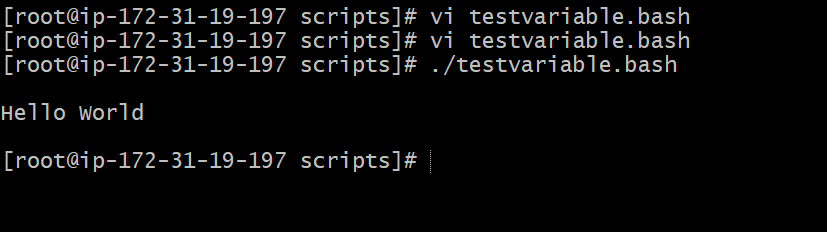 [root@ip-172-31-19-197 scripts]# vi testvariable.bash
[root@ip-172-31-19-197 scripts]# vi testvariable.bash
[root@ip-172-31-19-197 scripts]# ./testvariable.bash
Hello World
[root@ip-172-31-19-197 scripts]#